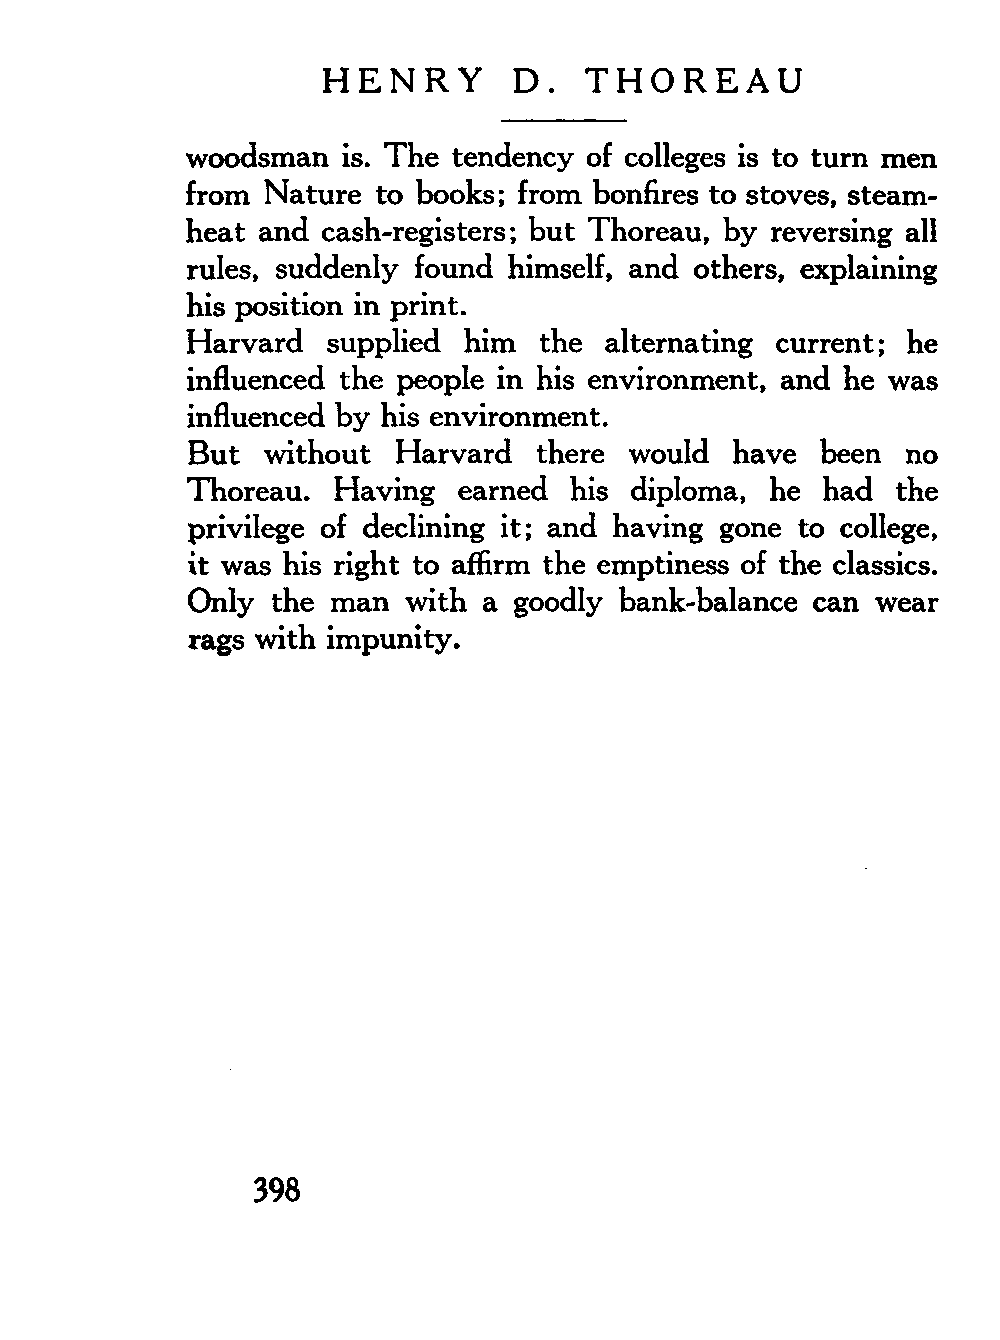 HENRY D. THOREAU
woodsman is. The tendency of colleges is to turn men
from Nature to books; from bonfires to stoves, steam-
heat and cash-registers; but Thoreau, by reversing all
rules, suddenly found himself, and others, explaining
his position in print.
Harvard supplied him the alternating current; he
influenced the people in his environment, and he was
influenced by his environment.
But without Harvard there would have been no
Thoreau. Having earned his diploma, he had the
privilege of declining it; and having gone to college,
it was his right to affirm the emptiness of the classics.
Only the man with a goodly bank-balance can wear
rags with impunity.
398